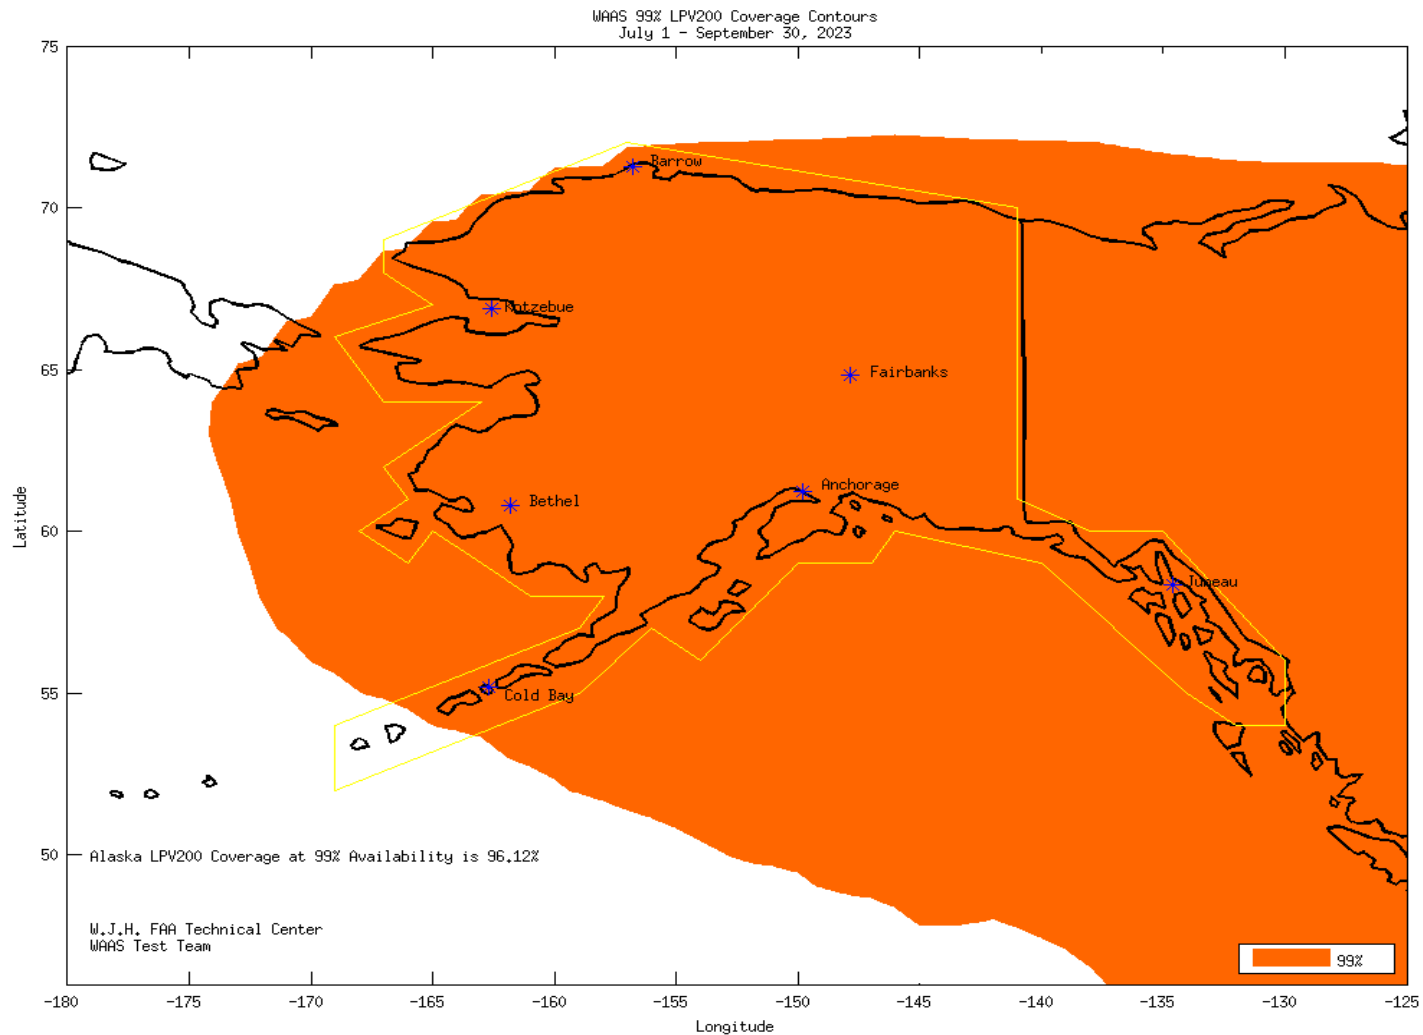 WAAS 99% LPV200 Coverage Contours
July 1 - September 30, 2023
75
Barrow
70
Kotzebue
65
Fairbanks
Anchorage
Bethel
Latitude
60
Juneau
55
Cold Bay
50
Alaska LPV200 Coverage at 99% Availability is 96.12%
W.J.H. FAA Technical Center
WAAS Test Team
99%
-180 -175 -170 -165 -160 -155 -150 -145 -140 -135 -130 -125
Longitude